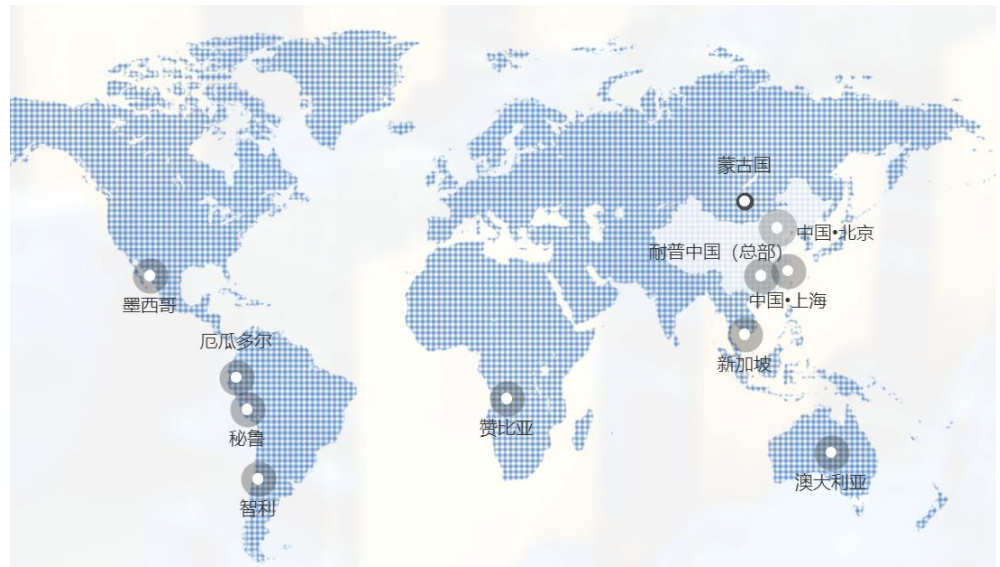 蒙古国
中国•北京
耐普中国（总部）
中国•上海
墨西哥
厄瓜多尔
新加坡
秘鲁
赞比亚
澳大利亚
智利